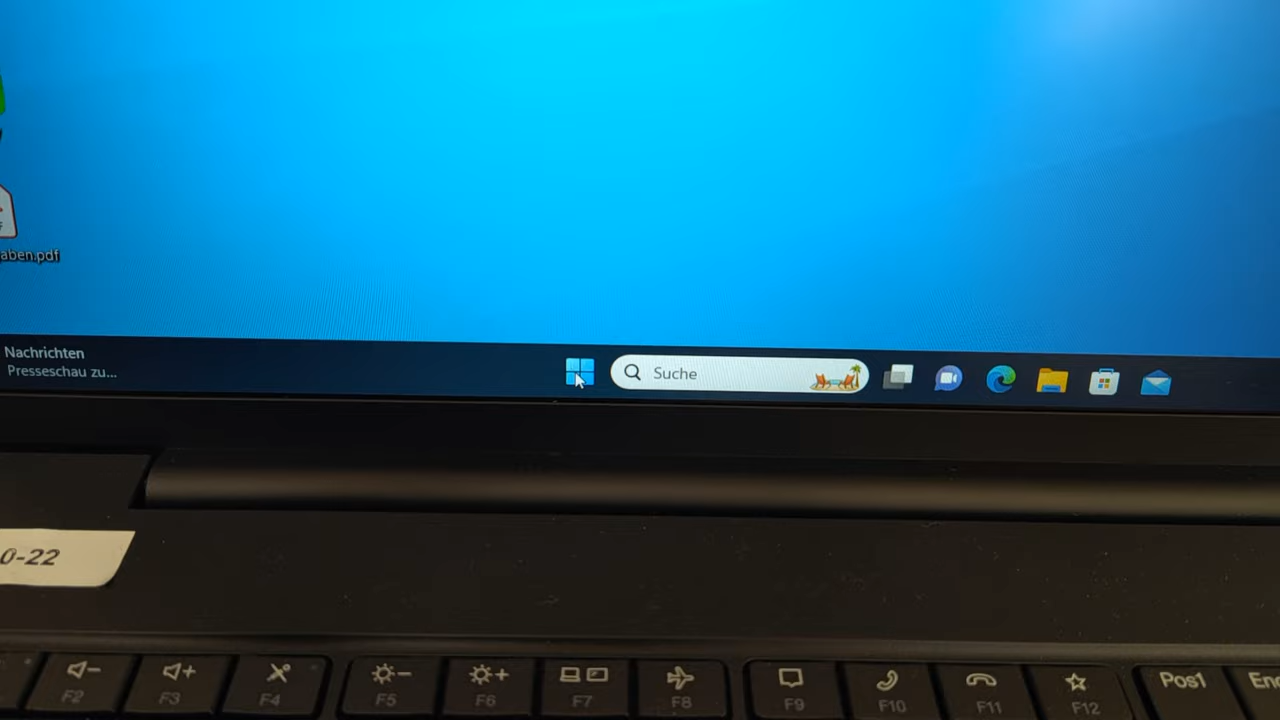 aben.pdf
Nachrichten
Presseschau zu...
Suche
0-22
F2
F3
F4
F5
F6
F7
F8
F9
F10
F11
F12
Pos1